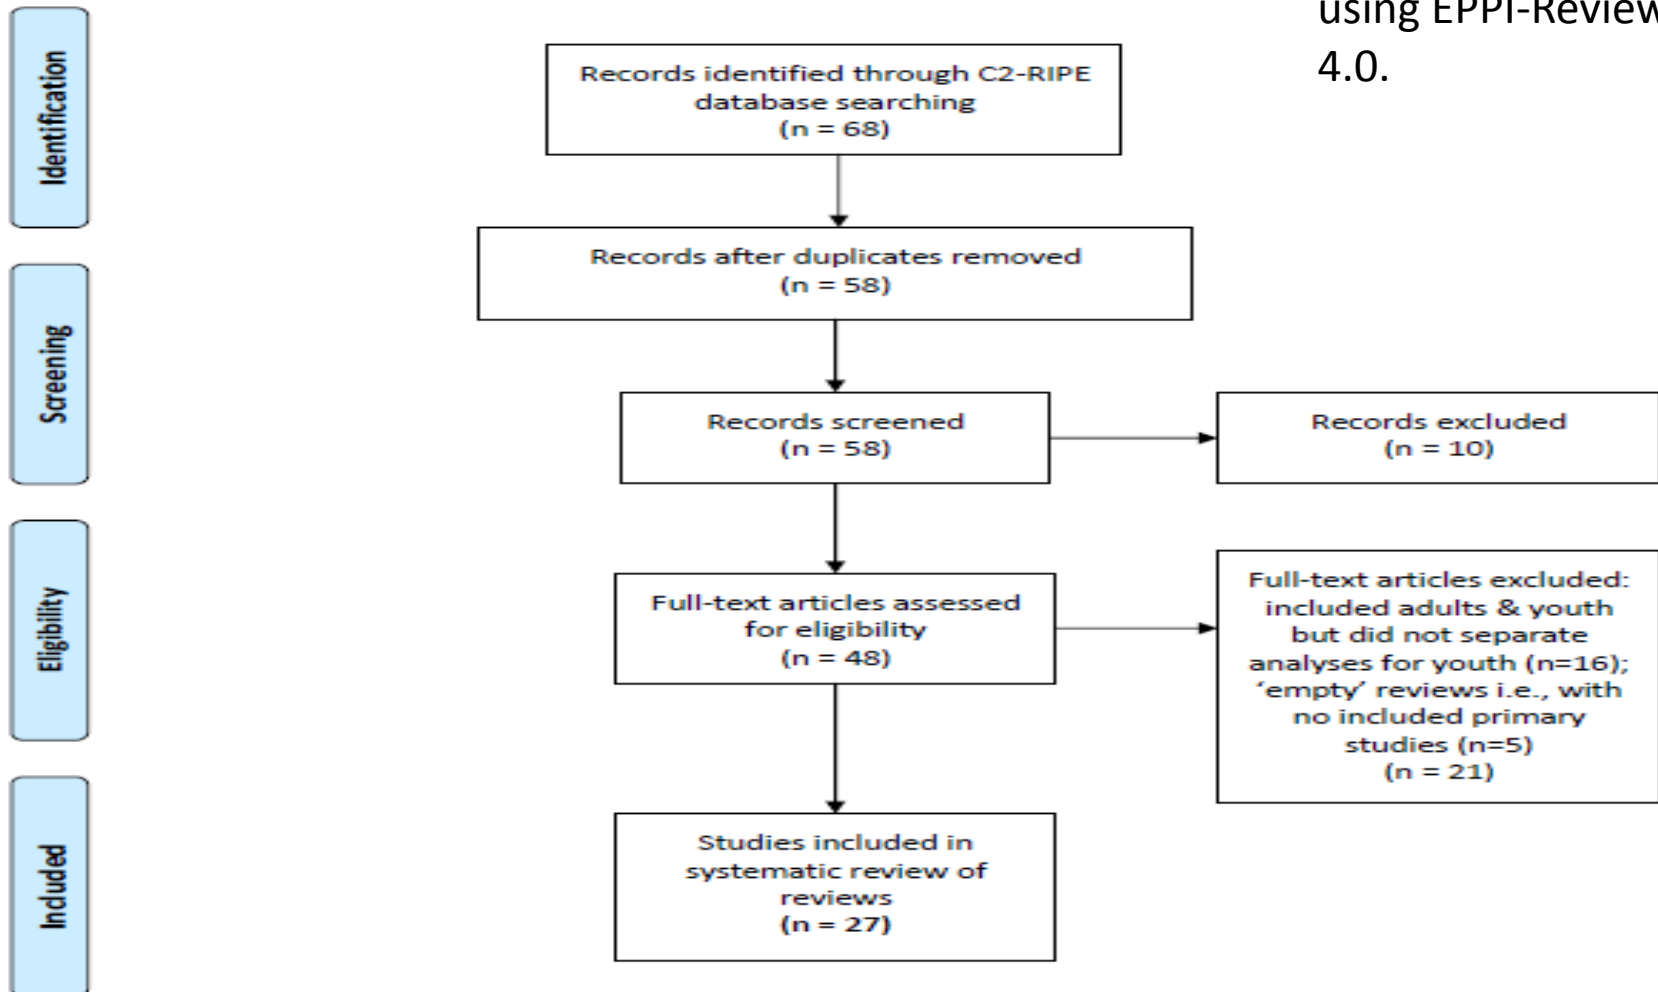 using EPPI-Review
4.0.
Identification
Records identified through C2-RIPE
database searching
(n = 68)
Records after duplicates removed
(n = 58)
Screening
Records screened
(n = 58)
Records excluded
(n = 10)
Eligibility
Full-text articles assessed
for eligibility
(n = 48)
Full-text articles excluded:
included adults & youth
but did not separate
analyses for youth (n=16);
‘empty’ reviews i.e., with
no included primary
studies (n=5)
(n = 21)
Included
Studies included in
systematic review of
reviews
(n = 27)